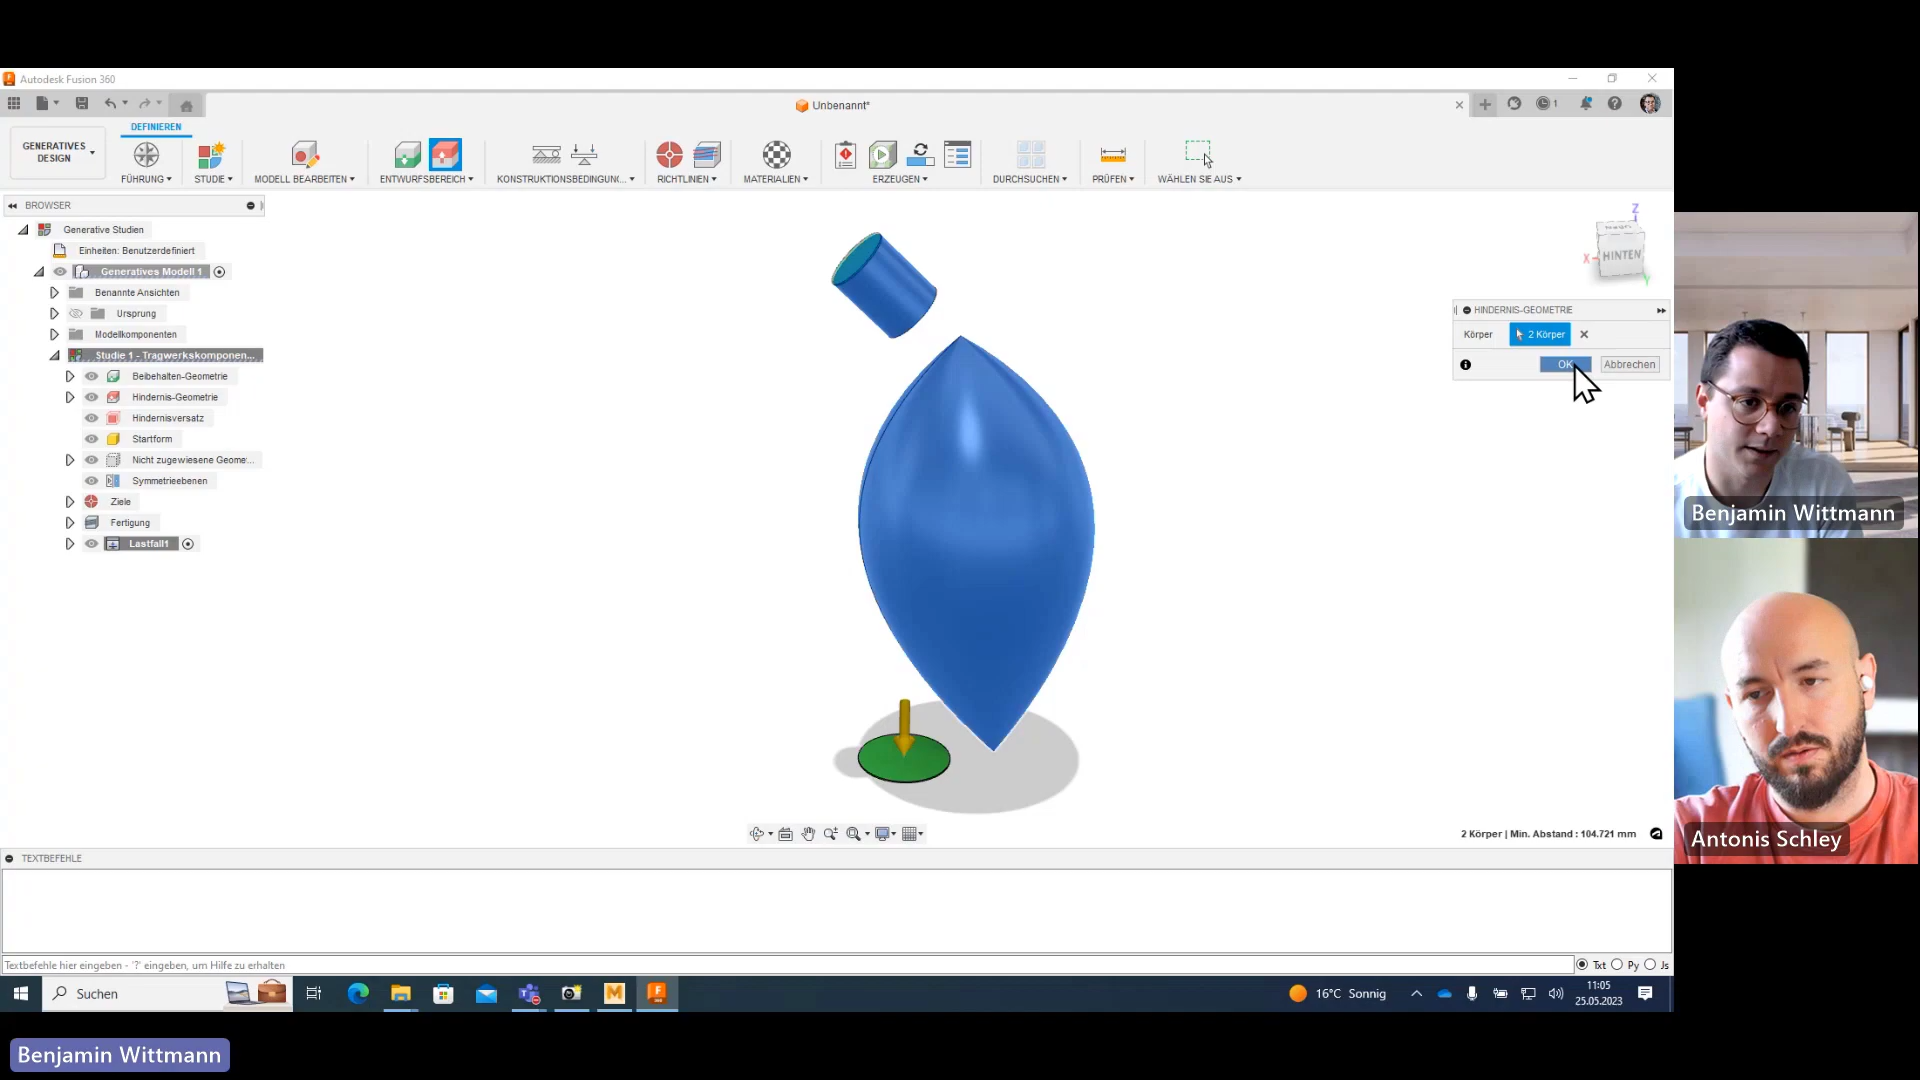 Autodesk Fusion 360
Unbenannt*
1
GENERATIVES
DESIGN
DEFINIEREN
FÜHRUNG
STUDIE
MODELL BEARBEITEN
ENTWURFSBEREICH
KONSTRUKTIONSBEDINGUN...
RICHTLINIEN
MATERIALIEN
ERZEUGEN
DURCHSUCHEN
PRÜFEN
WÄHLEN SIE AUS
BROWSER
Generative Studien
Einheiten: Benutzerdefiniert
Generatives Modell 1
Benannte Ansichten
Ursprung
Modellkomponenten
Studie 1 - Tragwerkskomponen...
Beibehalten-Geometrie
Hindernis-Geometrie
Hindernisversatz
Startform
Nicht zugewiesene Geome...
Symmetrieebenen
Ziele
Fertigung
Lastfall1
Z
X
HINTEN
Y
HINDERNIS-GEOMETRIE
Körper
2 Körper
OK
Abbrechen
2 Körper | Min. Abstand : 104.721 mm
TEXTBEFEHLE
Textbefehle hier eingeben - '?' eingeben, um Hilfe zu erhalten
Txt
Py
Js
Suchen
16°C Sonnig
11:05
25.05.2023
Benjamin Wittmann
Antonis Schley
Benjamin Wittmann